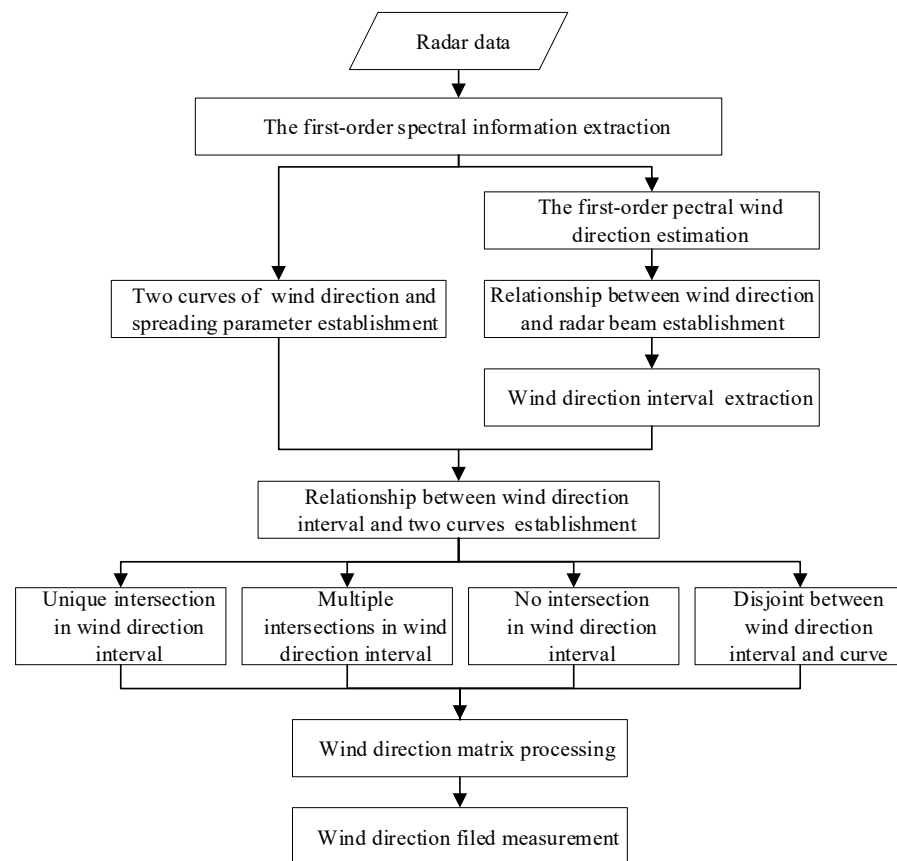 Radar data
The first-order spectral information extraction
The first-order pectral wind
direction estimation
Two curves of wind direction and
spreading parameter establishment
Relationship between wind direction
and radar beam establishment
Wind direction interval extraction
Relationship between wind direction
interval and two curves establishment
Unique intersection
in wind direction
interval
Multiple
intersections in wind
direction interval
No intersection
in wind direction
interval
Disjoint between
wind direction
interval and curve
Wind direction matrix processing
Wind direction filed measurement